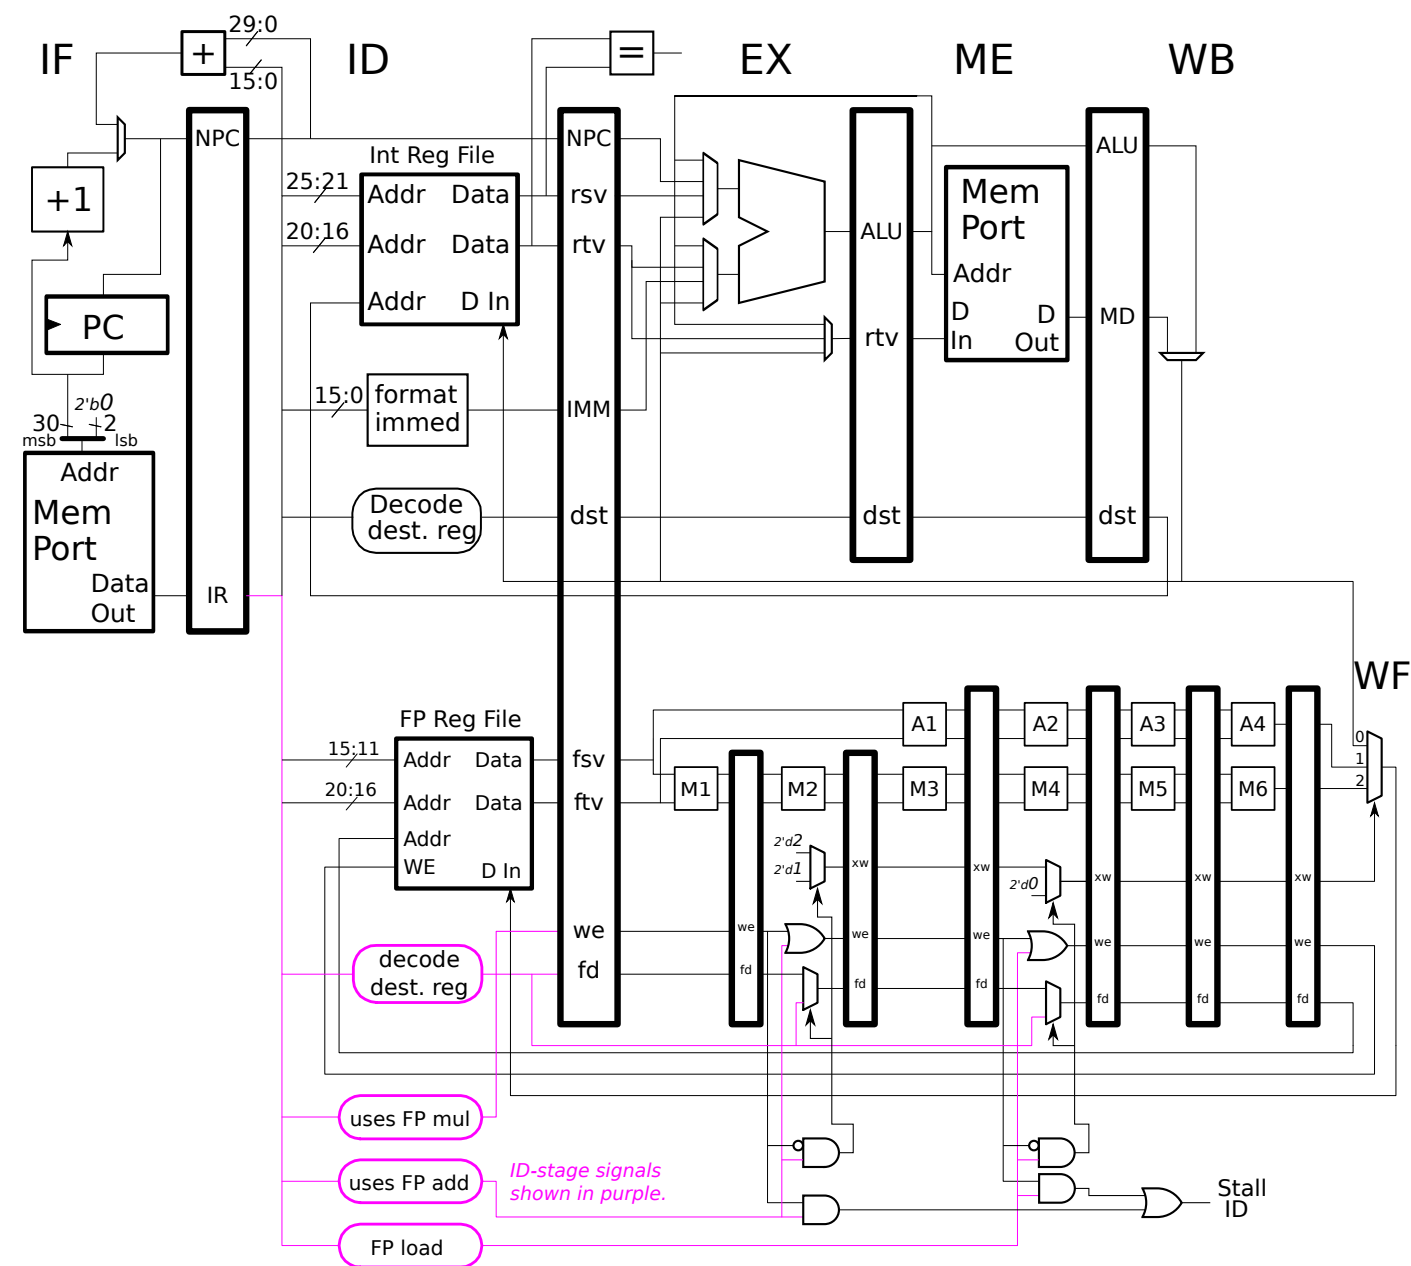 IF
ID
EX
ME
WB
29:0
15:0
+
=
NPC
NPC
ALU
Int Reg File
+1
25:21
Addr
Data
rsv
20:16
Addr
Data
rtv
ALU
Mem
Port
Addr
Addr
D In
D
In
D
Out
MD
PC
rtv
15:0
format
immed
IMM
2'b0
30
2
msb
lsb
Addr
Mem
Port
Data
Out
Decode
dest. reg
dst
dst
dst
IR
WF
FP Reg File
A1
A2
A3
A4
0
1
2
15:11
Addr
Data
fsv
20:16
Addr
Data
ftv
M1
M2
M3
M4
M5
M6
Addr
WE
D In
2'd2
2'd1
xw
xw
2'd0
xw
xw
xw
we
we
we
we
we
we
we
decode
dest. reg
fd
fd
fd
fd
fd
fd
fd
uses FP mul
uses FP add
ID-stage signals
shown in purple.
FP load
Stall
ID